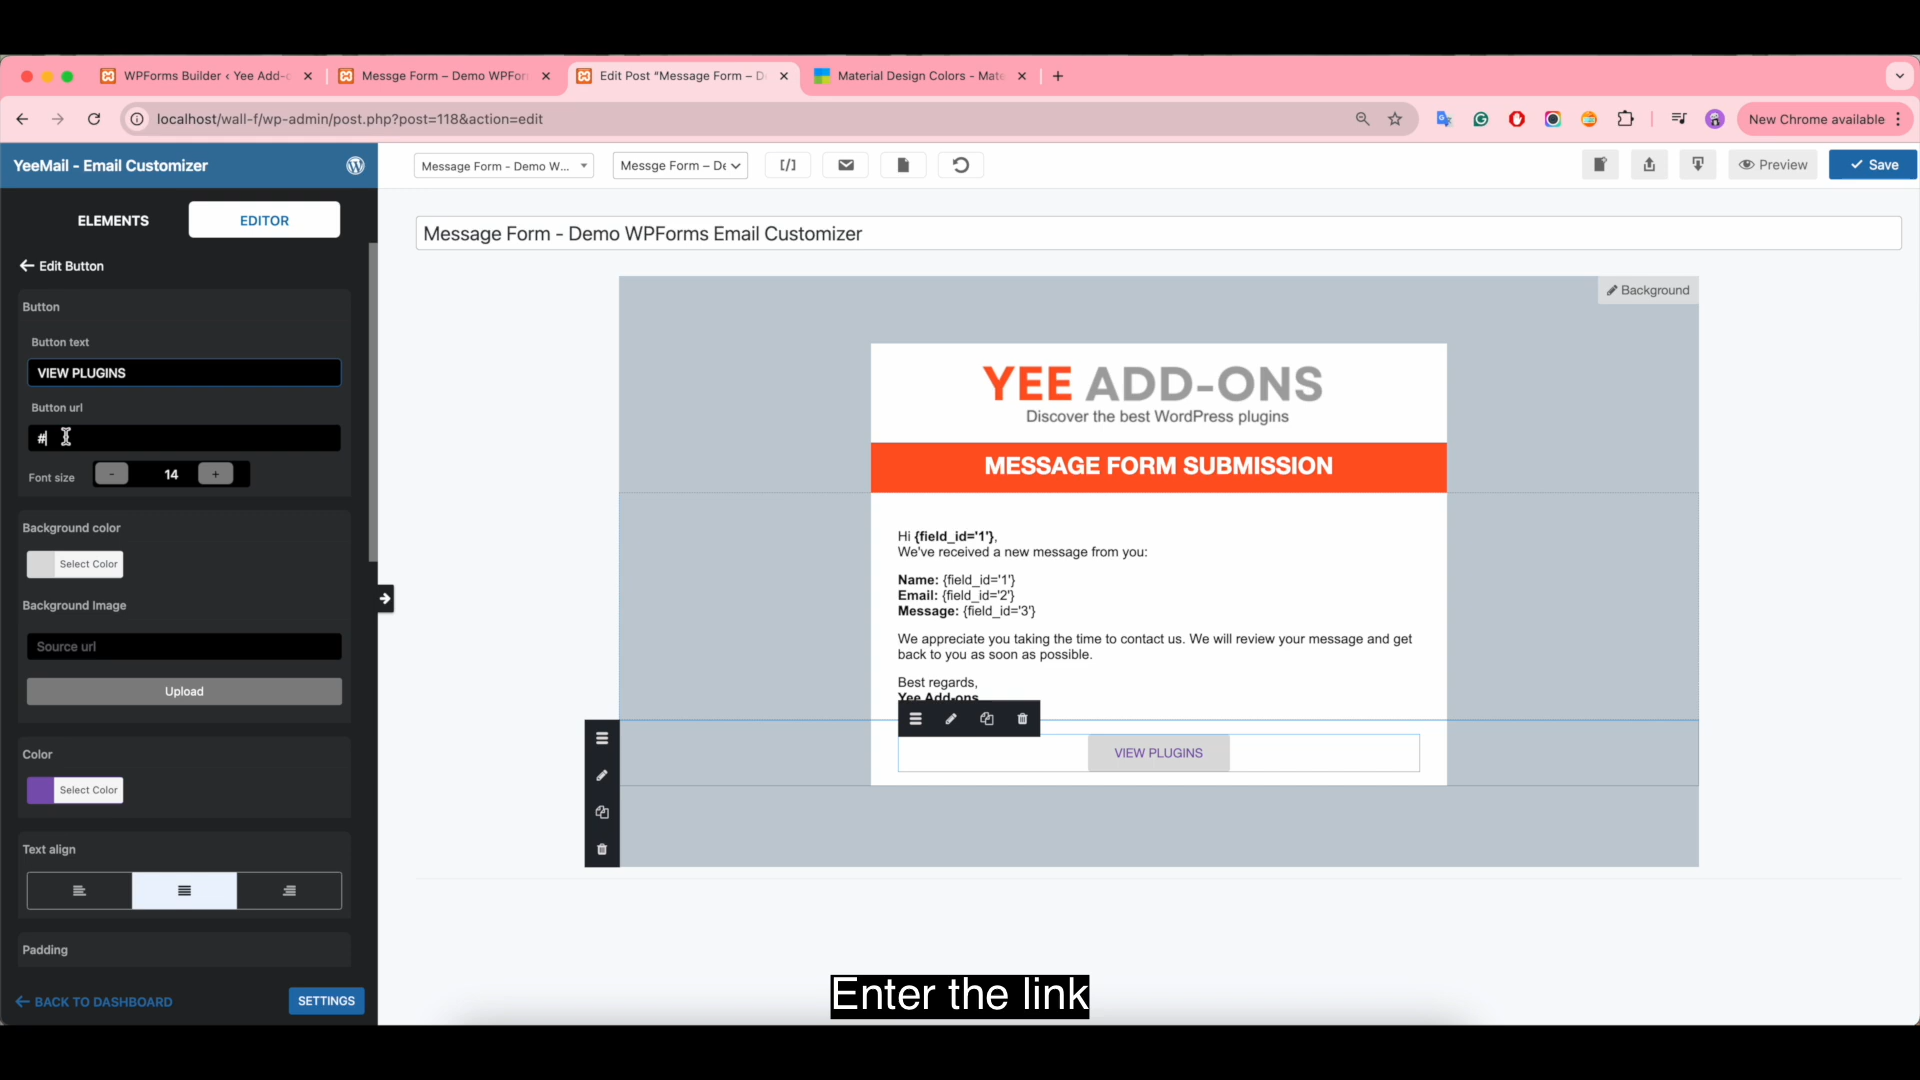 WPForms Builder ‹ Yee Add-o
Messge Form – Demo WPFor
Edit Post “Message Form – D
Material Design Colors - Mate
localhost/wall-f/wp-admin/post.php?post=118&action=edit
New Chrome available
YeeMail - Email Customizer
Message Form - Demo W...
Messge Form – De
[/]
Preview
Save
ELEMENTS
EDITOR
Message Form - Demo WPForms Email Customizer
Edit Button
Background
Button
Button text
VIEW PLUGINS
Button url
#
Font size
-
14
+
Background color
Select Color
Background Image
Source url
Upload
Color
Select Color
Text align
Padding
BACK TO DASHBOARD
SETTINGS
YEE ADD-ONS
Discover the best WordPress plugins
MESSAGE FORM SUBMISSION
Hi {field_id='1'},
We've received a new message from you:
Name: {field_id='1'}
Email: {field_id='2'}
Message: {field_id='3'}
We appreciate you taking the time to contact us. We will review your message and get
back to you as soon as possible.
Best regards,
Yee Add-ons
VIEW PLUGINS
Enter the link